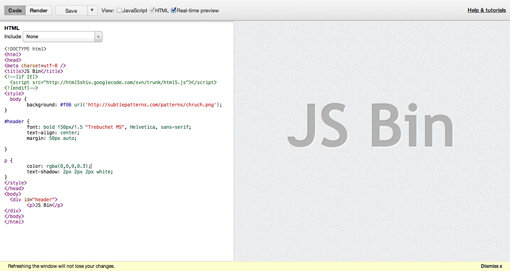 Code Render Save View: JavaScript HTML Real-time preview Help & tutorials
HTML
Include None
<!DOCTYPE html>
<html>
<head>
<meta charset=utf-8 />
<title>JS Bin</title>
<!--[if IE]>
<script src="http://html5shiv.googlecode.com/svn/trunk/html5.js"></script>
<![endif]-->
<style>
body {
background: #fDB url('http://subtlepatterns.com/patterns/chruch.png');
}
#header {
font: bold 150px/1.5 "Trebuchet MS", Helvetica, sans-serif;
text-align: center;
margin: 50px auto;
}
p {
color: rgba(0,0,0,0.3);
text-shadow: 2px 2px 2px white;
}
</style>
</head>
<body>
<div id="header">
<p>JS Bin</p>
</div>
</body>
</html>
JS Bin
Refreshing the window will not lose your changes. Dismiss x